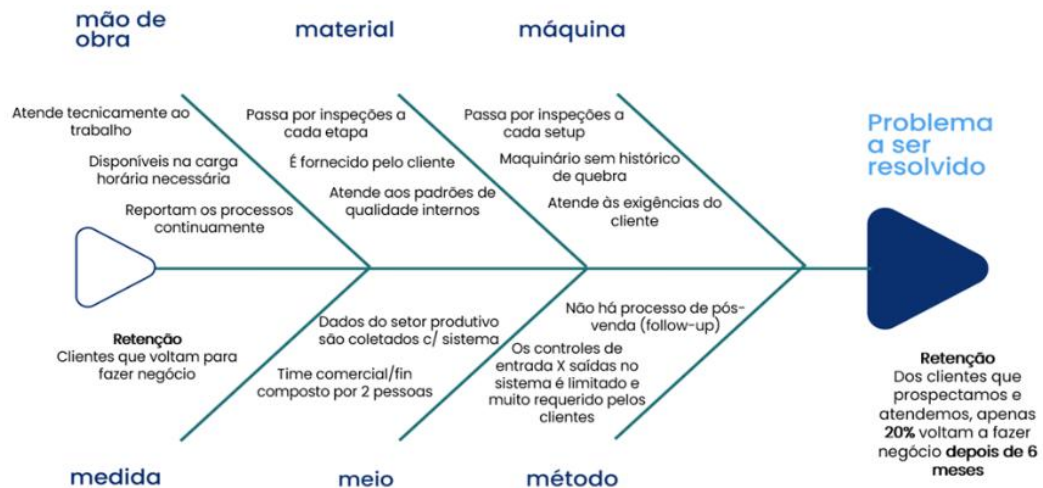 mão de
obra
material
máquina
Atende tecnicamente ao
trabalho
Disponíveis na carga
horária necessária
Reportam os processos
continuamente
Passa por inspeções a
cada etapa
É fornecido pelo cliente
Atende aos padrões de
qualidade internos
Passa por inspeções a
cada setup
Maquinário sem histórico
de quebra
Atende às exigências do
cliente
Problema
a ser
resolvido
Retenção
Clientes que voltam para
fazer negócio
Dados do setor produtivo
são coletados c/ sistema
Time comercial/fin
composto por 2 pessoas
Não há processo de pós-
venda (follow-up)
Os controles de
entrada X saídas no
sistema é limitado e
muito requerido pelos
clientes
Retenção
Dos clientes que
prospectamos e
atendemos, apenas
20% voltam a fazer
negócio depois de 6
meses
medida
meio
método